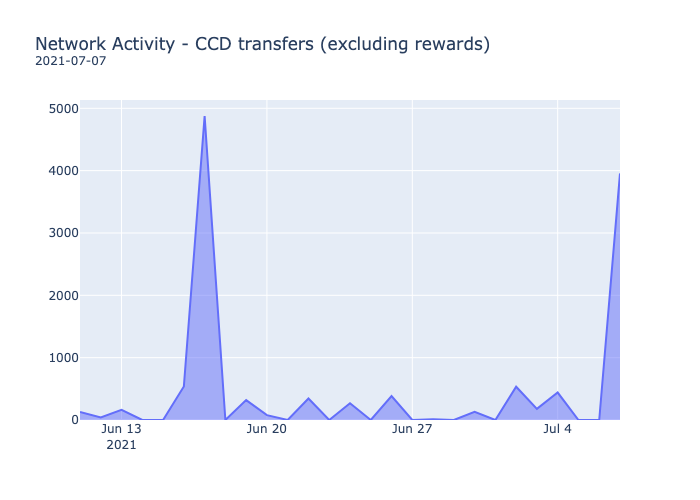 Network Activity - CCD transfers (excluding rewards)
2021-07-07
5000
4000
3000
2000
1000
0
Jun 13
2021
Jun 20
Jun 27
Jul 4